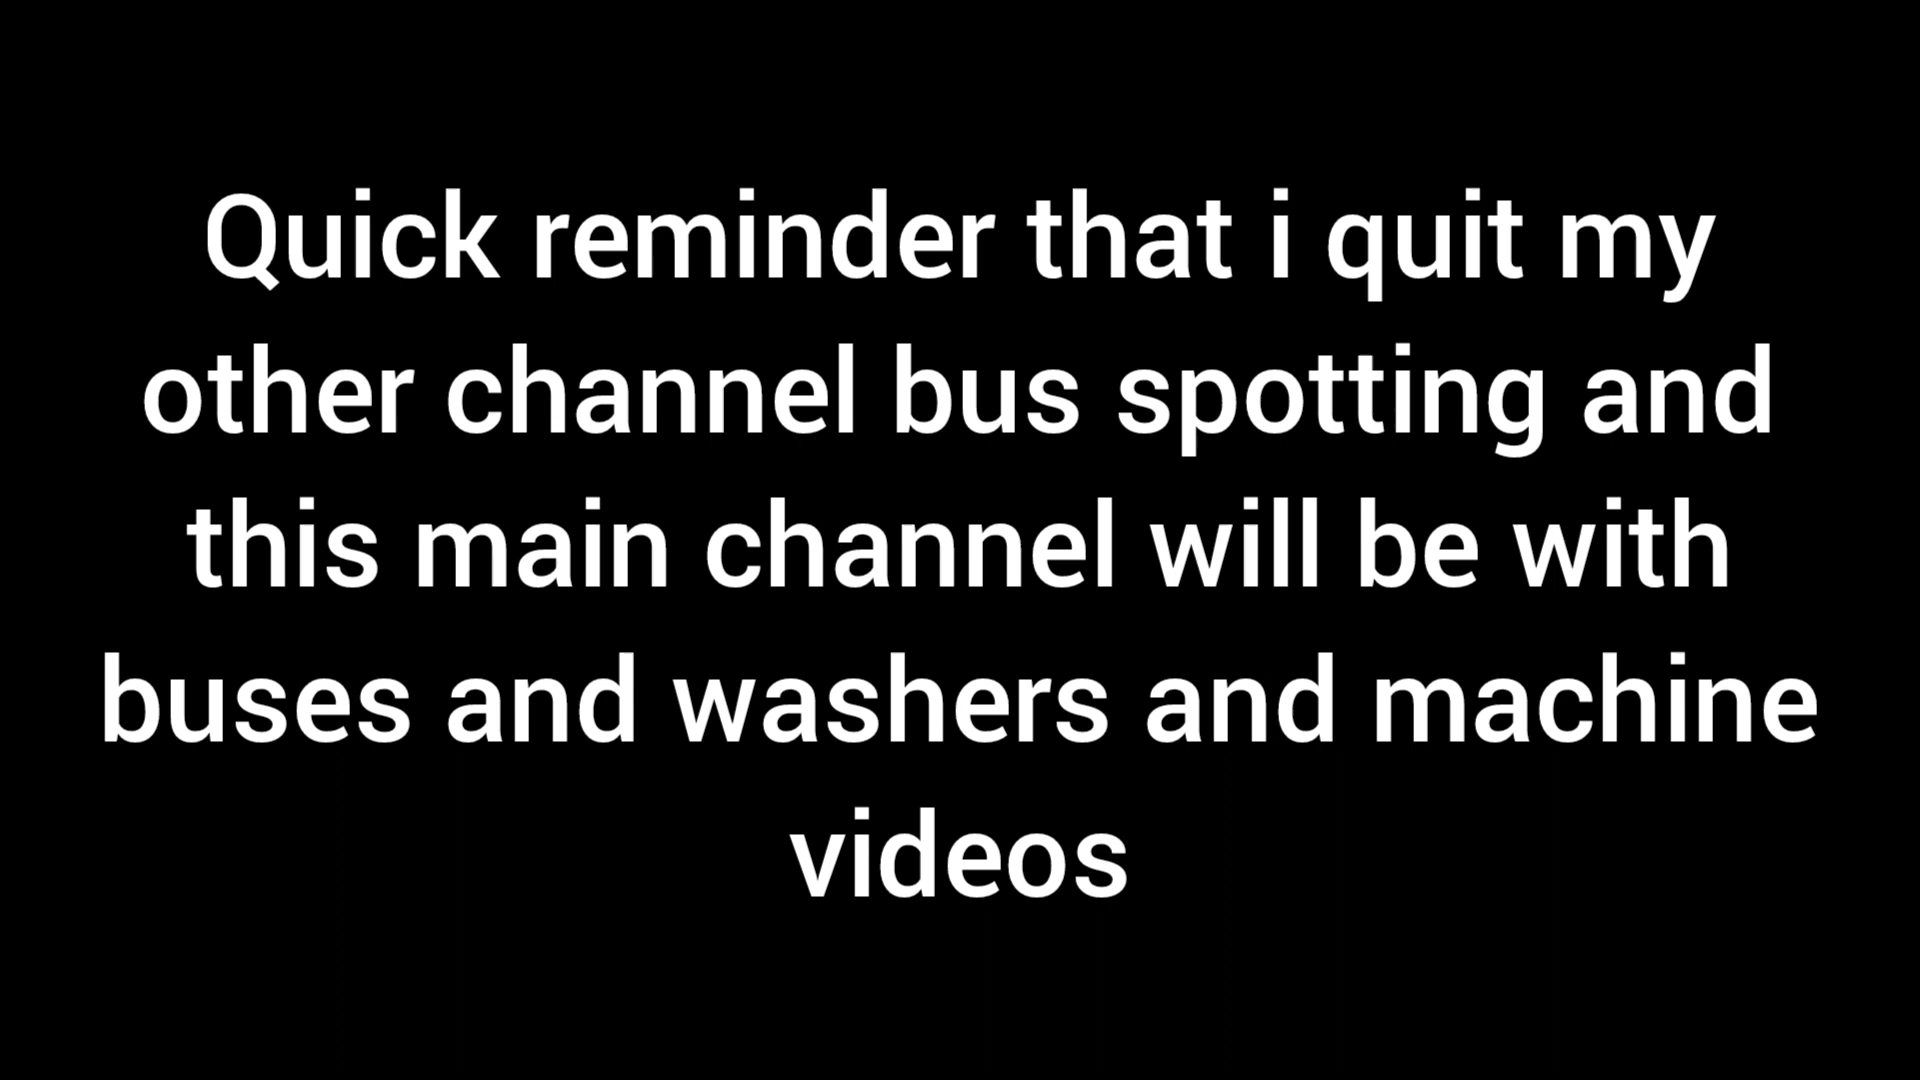 Quick reminder that i quit my
other channel bus spotting and
this main channel will be with
buses and washers and machine
videos